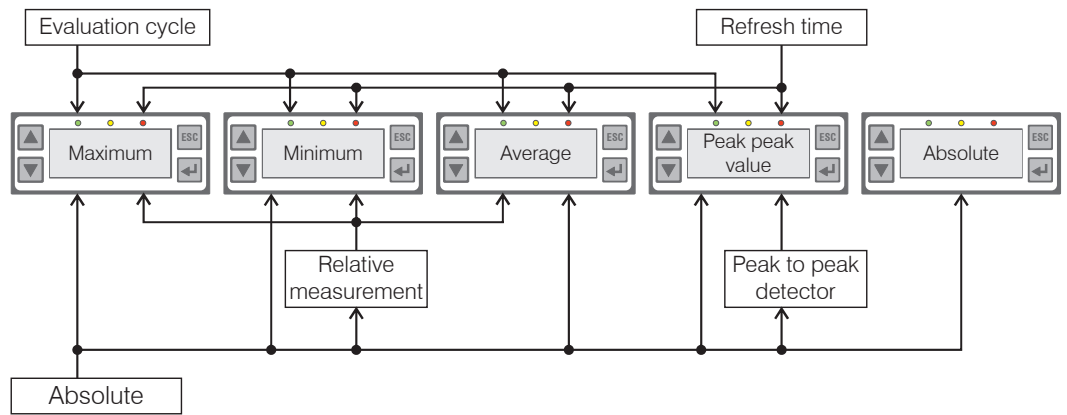 Evaluation cycle
Refresh time
ESC
Maximum
ESC
Minimum
ESC
Average
ESC
Peak peak
value
ESC
Absolute
Relative
measurement
Peak to peak
detector
Absolute